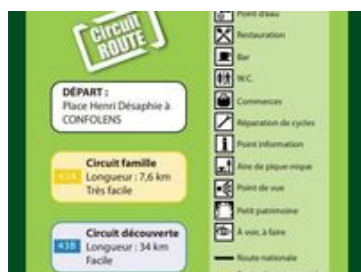 Circuit
ROUTE
DÉPART :
Place Henri Désaphie à
CONFOLENS
Circuit famille
43A Longueur : 7,6 km
Très facile
Circuit découverte
43B Longueur : 34 km
Facile
Point d'eau
Restauration
Bar
W.C.
Commerces
Réparation de cycles
Point information
Aire de pique-nique
Point de vue
Petit patrimoine
À voir, à faire
Route nationale